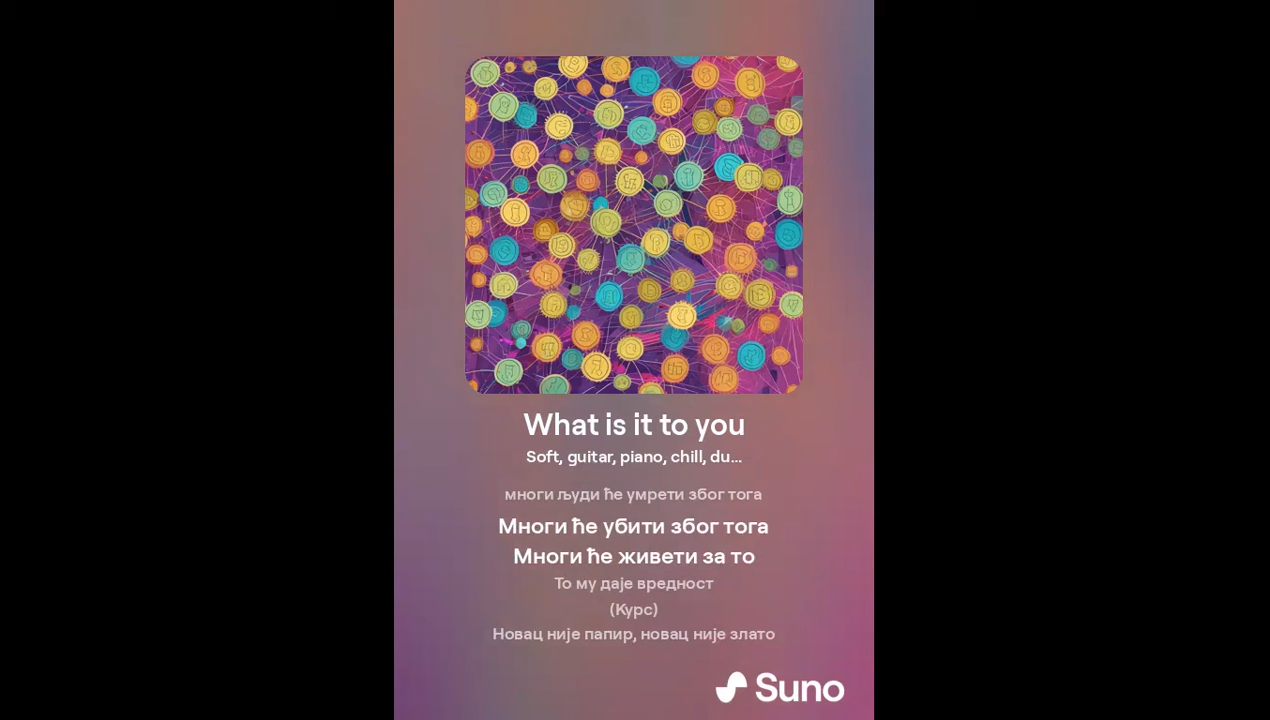 What is it to you
Soft, guitar, piano, chill, du...
многи људи ће умрети због тога
Многи ће убити због тога
Многи ће живети за то
То му даје вредност
(Курс)
Новац није папир, новац није злато
Suno